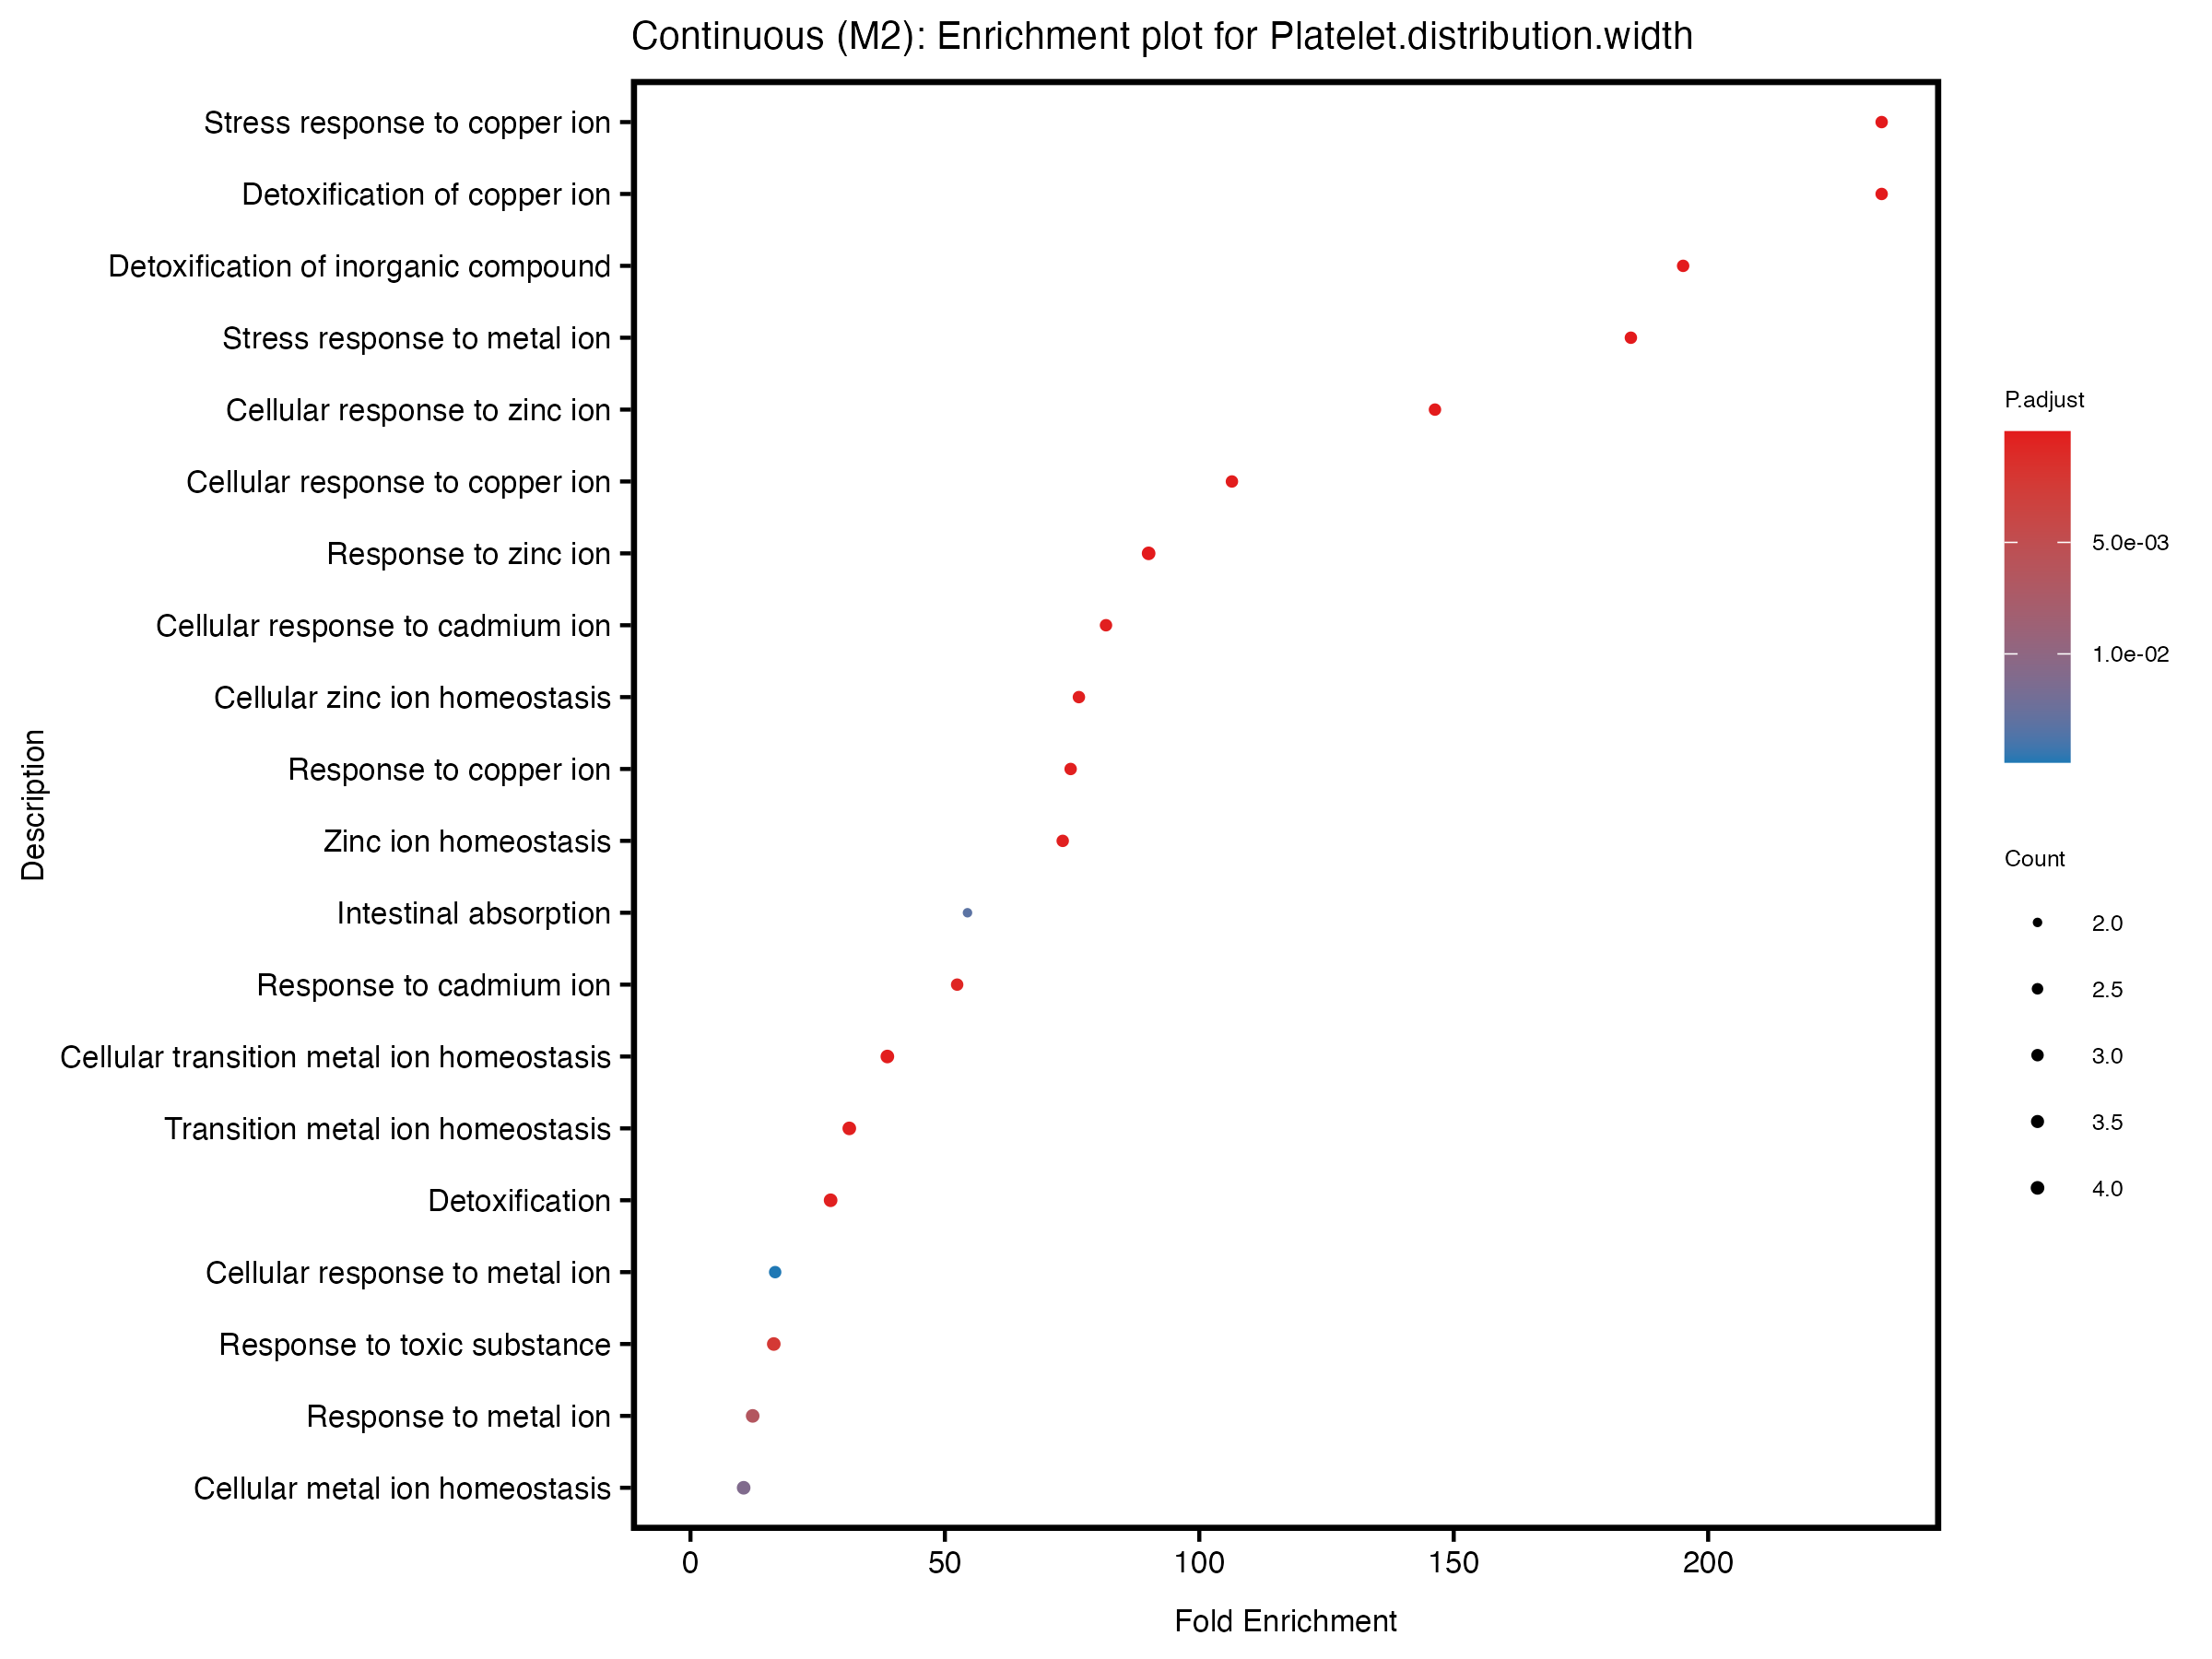 Continuous (M2): Enrichment plot for Platelet.distribution.width
Description
Stress response to copper ion
Detoxification of copper ion
Detoxification of inorganic compound
Stress response to metal ion
Cellular response to zinc ion
Cellular response to copper ion
Response to zinc ion
Cellular response to cadmium ion
Cellular zinc ion homeostasis
Response to copper ion
Zinc ion homeostasis
Intestinal absorption
Response to cadmium ion
Cellular transition metal ion homeostasis
Transition metal ion homeostasis
Detoxification
Cellular response to metal ion
Response to toxic substance
Response to metal ion
Cellular metal ion homeostasis
0 50 100 150 200
Fold Enrichment
P.adjust
5.0e-03
1.0e-02
Count
2.0
2.5
3.0
3.5
4.0